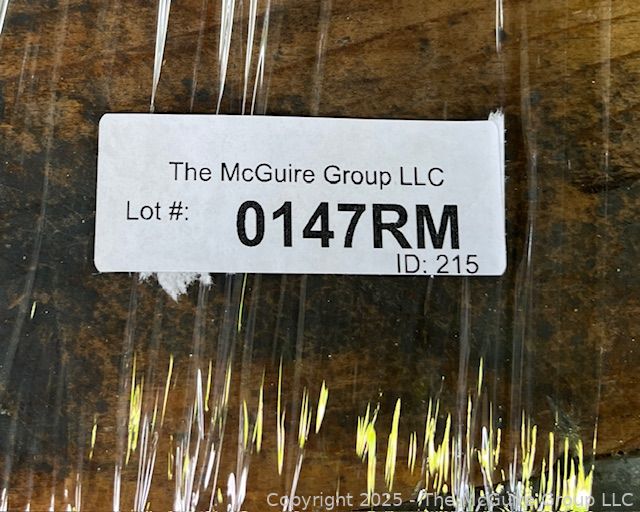 The McGuire Group LLC
Lot #: 0147RM
ID: 215
Copyright 2025 - The McGuire Group LLC